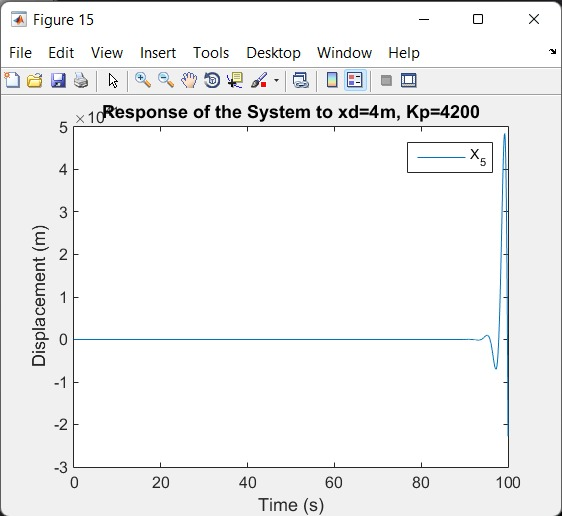 Figure 15
File Edit View Insert Tools Desktop Window Help
×10
Response of the System to xd=4m, Kp=4200
X5
5
4
3
2
1
0
-1
-2
-3
Displacement (m)
0 20 40 60 80 100
Time (s)